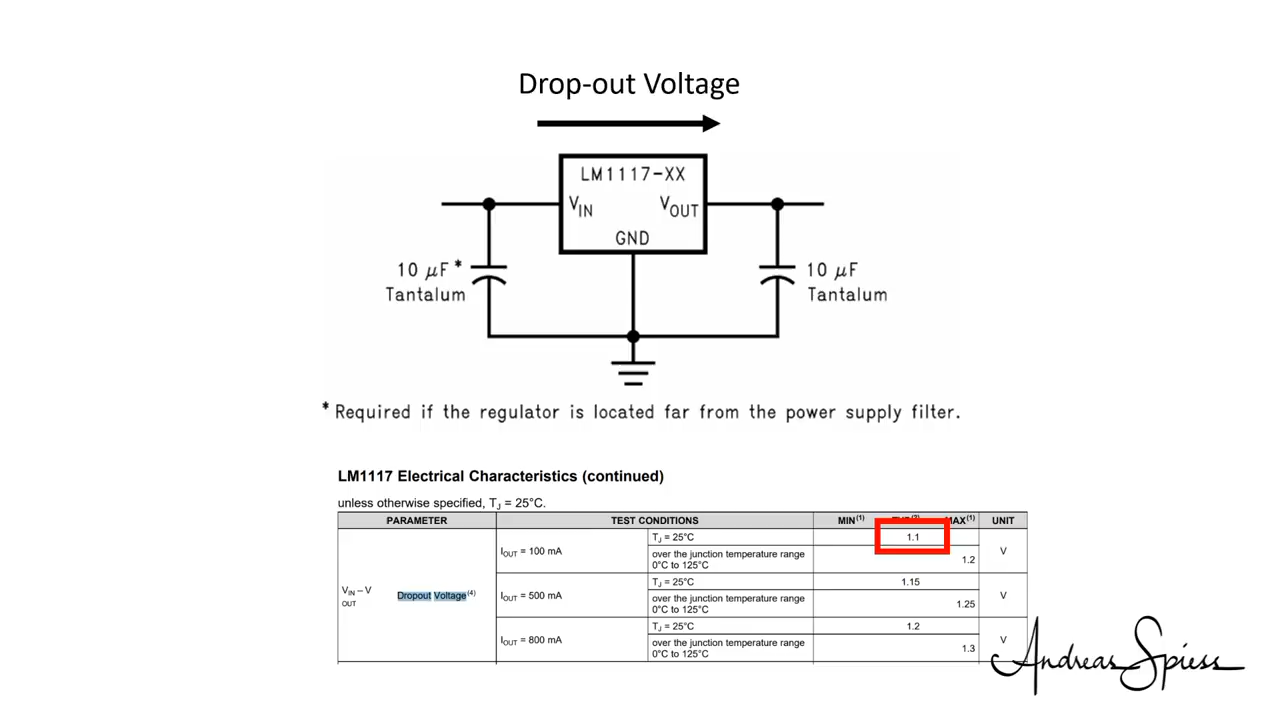 Drop-out Voltage
LM1117-XX
VIN VOUT
GND
10 µF* 10 µF
Tantalum Tantalum
* Required if the regulator is located far from the power supply filter.
LM1117 Electrical Characteristics (continued)
unless otherwise specified, TJ = 25°C.
PARAMETER TEST CONDITIONS MIN(1) TYP(2) MAX(1) UNIT
IOUT = 100 mA TJ = 25°C 1.1 V
over the junction temperature range
0°C to 125°C 1.2
VIN – V
OUT Dropout Voltage(4) IOUT = 500 mA TJ = 25°C 1.15 V
over the junction temperature range
0°C to 125°C 1.25
IOUT = 800 mA TJ = 25°C 1.2 V
over the junction temperature range
0°C to 125°C 1.3
Andreas Spiess